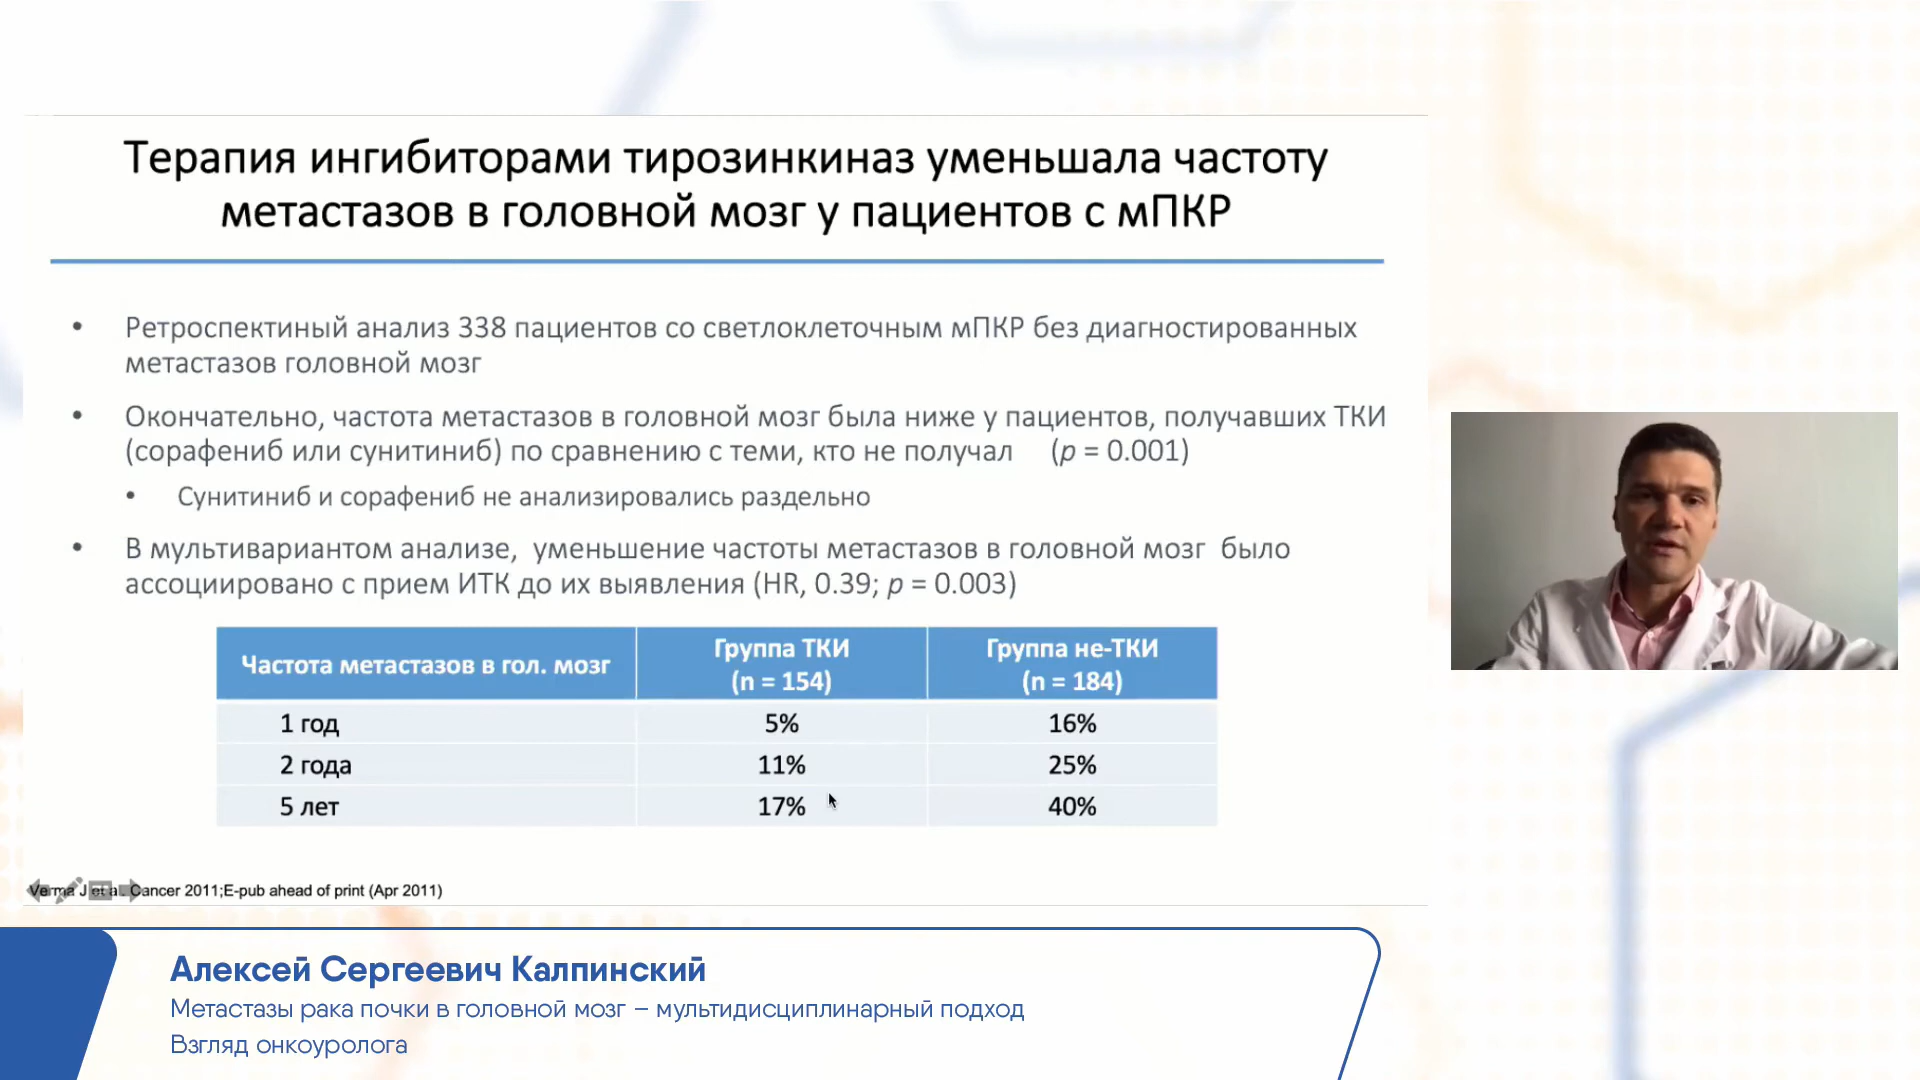 Терапия ингибиторами тирозинкиназ уменьшала частоту
метастазов в головной мозг у пациентов с мПКР
• Ретроспектиный анализ 338 пациентов со светлоклеточным мПКР без диагностированных
метастазов головной мозг
• Окончательно, частота метастазов в головной мозг была ниже у пациентов, получавших ТКИ
(сорафениб или сунитиниб) по сравнению с теми, кто не получал (p = 0.001)
• Сунитиниб и сорафениб не анализировались раздельно
• В мультивариантом анализе, уменьшение частоты метастазов в головной мозг было
ассоциировано с прием ИТК до их выявления (HR, 0.39; p = 0.003)
Частота метастазов в гол. мозг Группа ТКИ (n = 154) Группа не-ТКИ (n = 184)
1 год 5% 16%
2 года 11% 25%
5 лет 17% 40%
Verma J et al. Cancer 2011;E-pub ahead of print (Apr 2011)
Алексей Сергеевич Калпинский
Метастазы рака почки в головной мозг – мультидисциплинарный подход
Взгляд онкоуролога